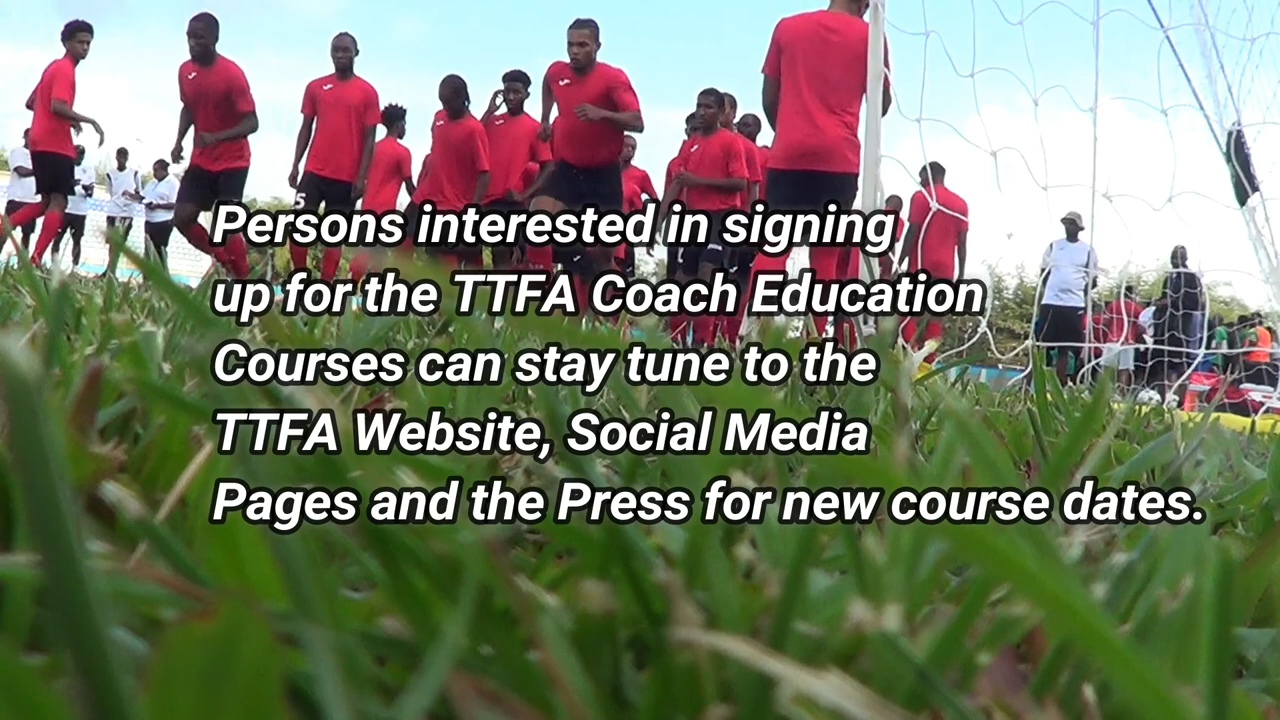 Persons interested in signing
up for the TTFA Coach Education
Courses can stay tune to the
TTFA Website, Social Media
Pages and the Press for new course dates.
5